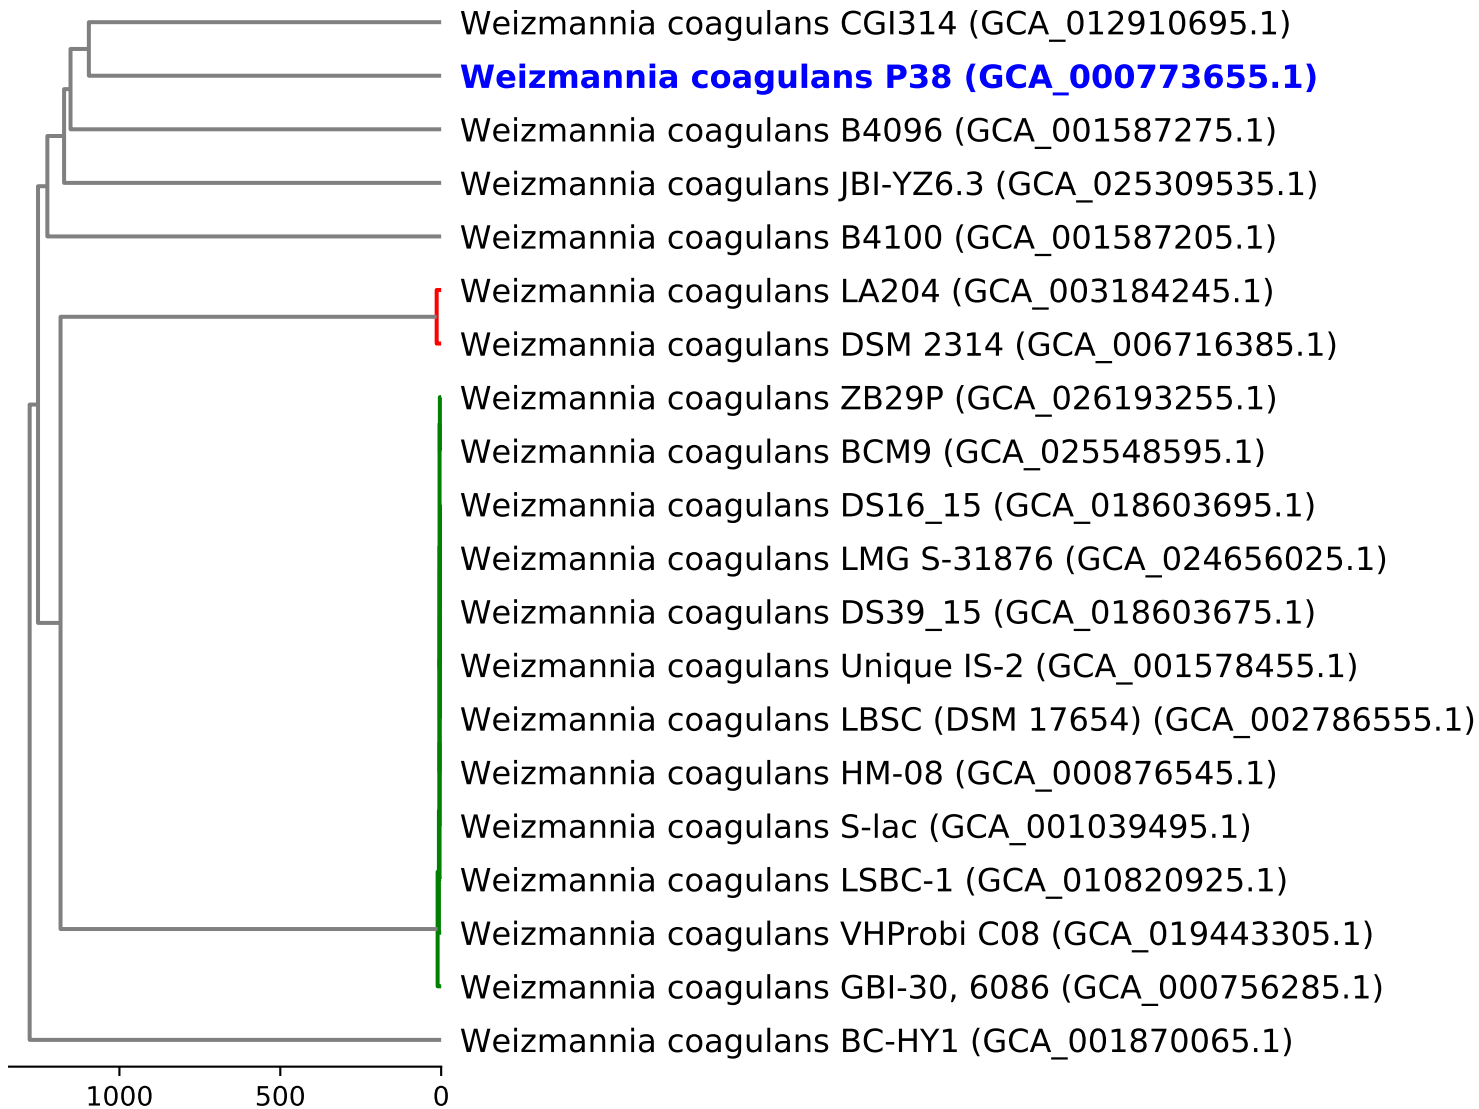 Weizmannia coagulans CGI314 (GCA_012910695.1)
Weizmannia coagulans P38 (GCA_000773655.1)
Weizmannia coagulans B4096 (GCA_001587275.1)
Weizmannia coagulans JBI-YZ6.3 (GCA_025309535.1)
Weizmannia coagulans B4100 (GCA_001587205.1)
Weizmannia coagulans LA204 (GCA_003184245.1)
Weizmannia coagulans DSM 2314 (GCA_006716385.1)
Weizmannia coagulans ZB29P (GCA_026193255.1)
Weizmannia coagulans BCM9 (GCA_025548595.1)
Weizmannia coagulans DS16_15 (GCA_018603695.1)
Weizmannia coagulans LMG S-31876 (GCA_024656025.1)
Weizmannia coagulans DS39_15 (GCA_018603675.1)
Weizmannia coagulans Unique IS-2 (GCA_001578455.1)
Weizmannia coagulans LBSC (DSM 17654) (GCA_002786555.1)
Weizmannia coagulans HM-08 (GCA_000876545.1)
Weizmannia coagulans S-lac (GCA_001039495.1)
Weizmannia coagulans LSBC-1 (GCA_010820925.1)
Weizmannia coagulans VHProbi C08 (GCA_019443305.1)
Weizmannia coagulans GBI-30, 6086 (GCA_000756285.1)
Weizmannia coagulans BC-HY1 (GCA_001870065.1)
1000 500 0